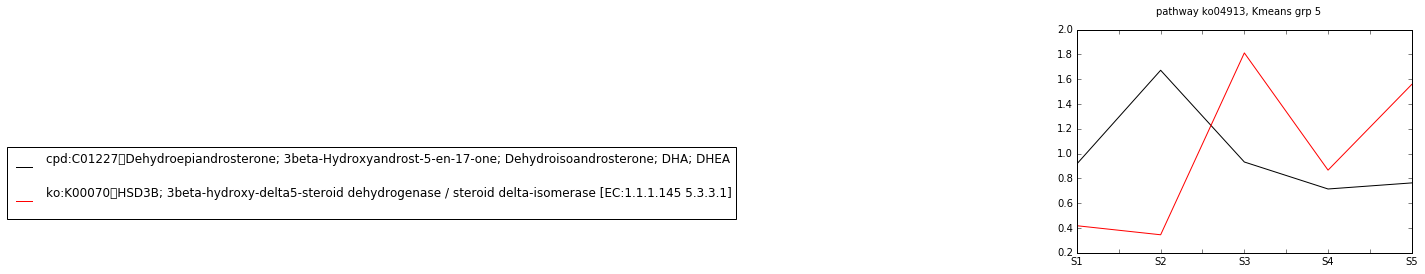 pathway ko04913, Kmeans grp 5
2.0
1.8
1.6
1.4
1.2
1.0
0.8
0.6
0.4
0.2
S1 S2 S3 S4 S5
cpd:C01227▯Dehydroepiandrosterone; 3beta-Hydroxyandrost-5-en-17-one; Dehydroisoandrosterone; DHA; DHEA
ko:K00070▯HSD3B; 3beta-hydroxy-delta5-steroid dehydrogenase / steroid delta-isomerase [EC:1.1.1.145 5.3.3.1]